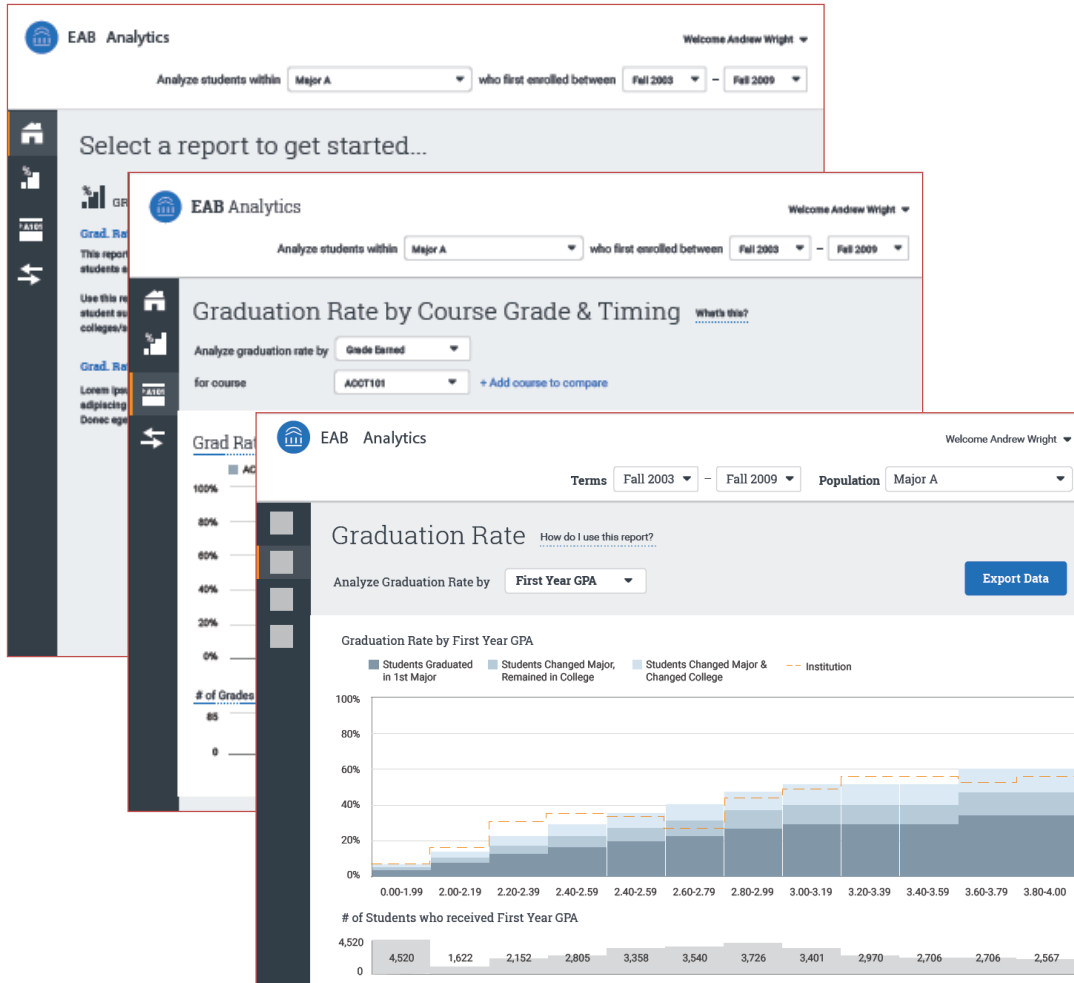 EAB Analytics
Welcome Andrew Wright
Analyze students within Major A who first enrolled between Fall 2003 – Fall 2009
Select a report to get started...
%
GR
Grad. Ra
This report
students a
Use this re
student su
colleges/s
Grad. Ra
Lorem ipsu
adipiscing
Donec ege
EAB Analytics
Welcome Andrew Wright
Analyze students within Major A who first enrolled between Fall 2003 – Fall 2009
Graduation Rate by Course Grade & Timing What's this?
Analyze graduation rate by Grade Earned
for course ACCT101 + Add course to compare
Grad Rat
AC
100%
80%
60%
40%
20%
0%
# of Grades
85
0
EAB Analytics
Welcome Andrew Wright
Terms Fall 2003 – Fall 2009 Population Major A
Graduation Rate How do I use this report?
Analyze Graduation Rate by First Year GPA Export Data
Graduation Rate by First Year GPA
Students Graduated
in 1st Major
Students Changed Major,
Remained in College
Students Changed Major &
Changed College
Institution
100%
80%
60%
40%
20%
0%
0.00-1.99 2.00-2.19 2.20-2.39 2.40-2.59 2.40-2.59 2.60-2.79 2.80-2.99 3.00-3.19 3.20-3.39 3.40-3.59 3.60-3.79 3.80-4.00
# of Students who received First Year GPA
4,520
0
4,520 1,622 2,152 2,805 3,358 3,540 3,726 3,401 2,970 2,706 2,706 2,567